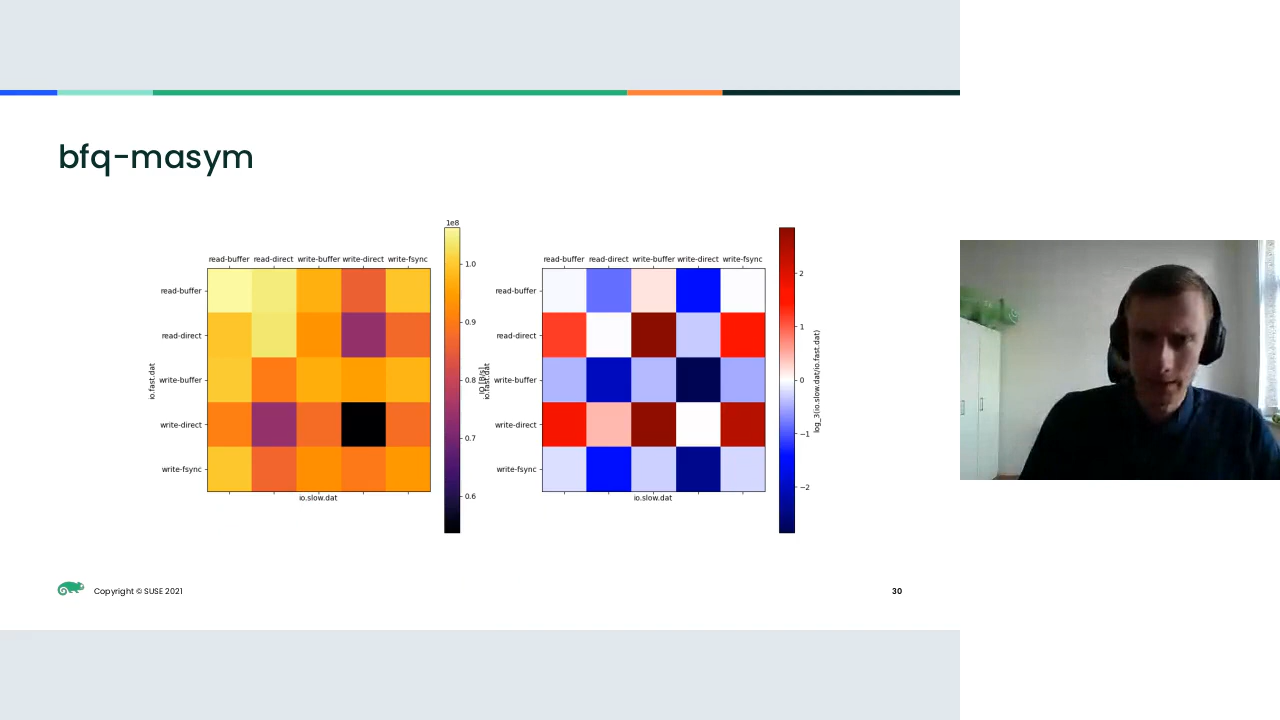 bfq-masym
1e8
read-buffer read-direct write-buffer write-direct write-fsync
read-buffer
read-direct
write-buffer
write-direct
write-fsync
io.fast.dat
io.slow.dat
1.0
0.9
0.8
0.7
0.6
read-buffer read-direct write-buffer write-direct write-fsync
read-buffer
read-direct
write-buffer
write-direct
write-fsync
io.fast.dat
io.slow.dat
2
1
0
−1
−2
log_3(io.slow.dat/io.fast.dat)
Copyright © SUSE 2021
30